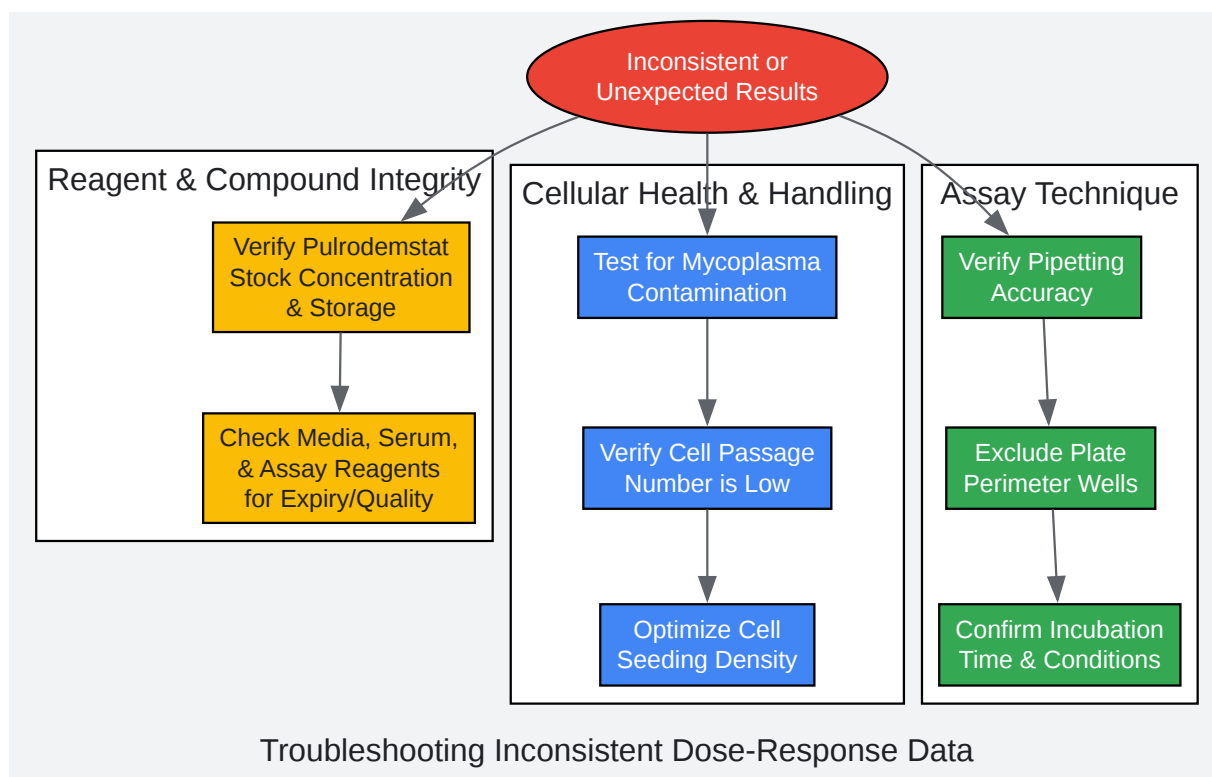 Inconsistent or
Unexpected Results
Reagent & Compound Integrity
Verify Pulrodemstat
Stock Concentration
& Storage
Check Media, Serum,
& Assay Reagents
for Expiry/Quality
Cellular Health & Handling
Test for Mycoplasma
Contamination
Verify Cell Passage
Number is Low
Optimize Cell
Seeding Density
Assay Technique
Verify Pipetting
Accuracy
Exclude Plate
Perimeter Wells
Confirm Incubation
Time & Conditions
Troubleshooting Inconsistent Dose-Response Data